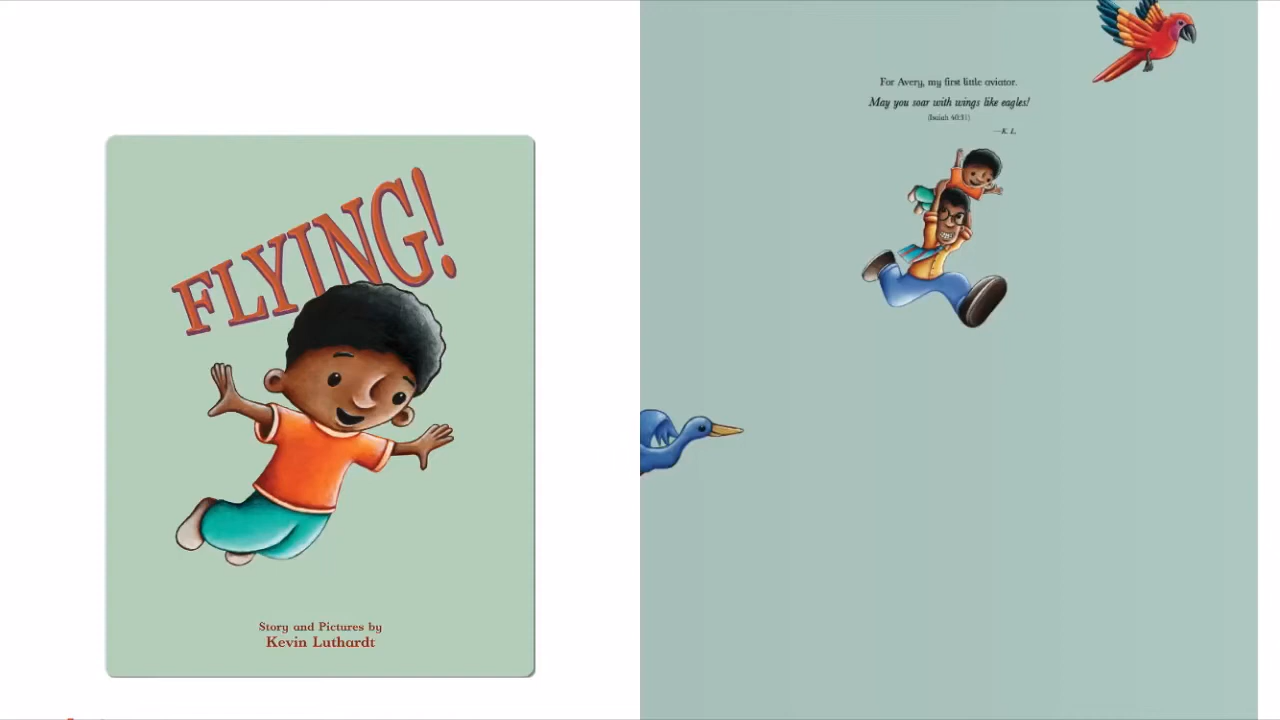 FLYING!
Story and Pictures by
Kevin Luthardt
For Avery, my first little aviator.
May you soar with wings like eagles!
(Isaiah 40:31)
—K. L.